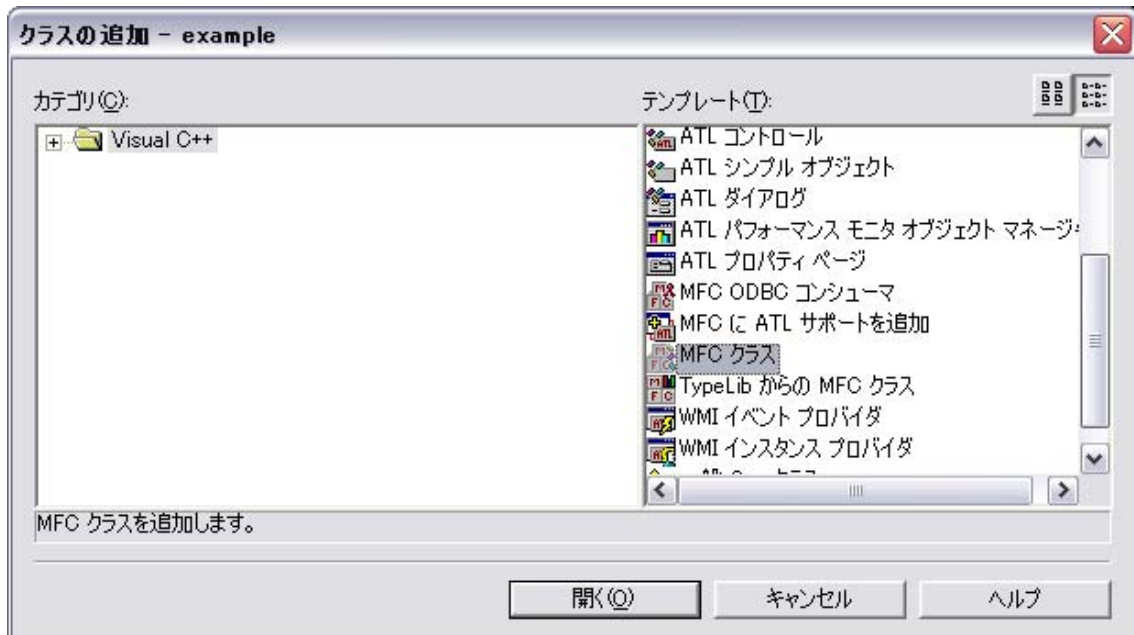 クラスの追加 - example
カテゴリ(C):
テンプレート(T):
Visual C++
ATL コントロール
ATL シンプル オブジェクト
ATL ダイアログ
ATL パフォーマンス モニタ オブジェクト マネージ
ATL プロパティ ページ
MFC ODBC コンシューマ
MFC に ATL サポートを追加
MFC クラス
TypeLib からの MFC クラス
WMI イベント プロバイダ
WMI インスタンス プロバイダ
MFC クラスを追加します。
開く(O)
キャンセル
ヘルプ